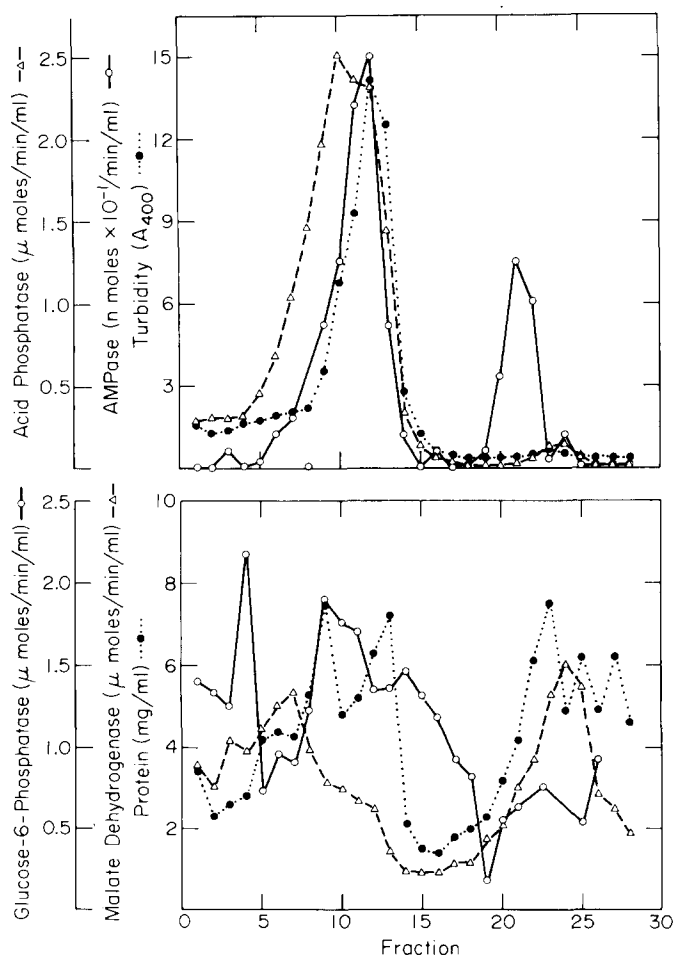 Acid Phosphatase (μ moles/min/ml) –△–
AMPase (n moles × 10⁻¹/min/ml) –○–
Turbidity (A₄₀₀) ···●···
2.5
2.0
1.5
1.0
0.5
15
12
9
6
3
Glucose-6-Phosphatase (μ moles/min/ml) –○–
Malate Dehydrogenase (μ moles/min/ml) –△–
Protein (mg/ml) ···●···
2.5
2.0
1.5
1.0
0.5
10
8
6
4
2
0 5 10 15 20 25 30
Fraction